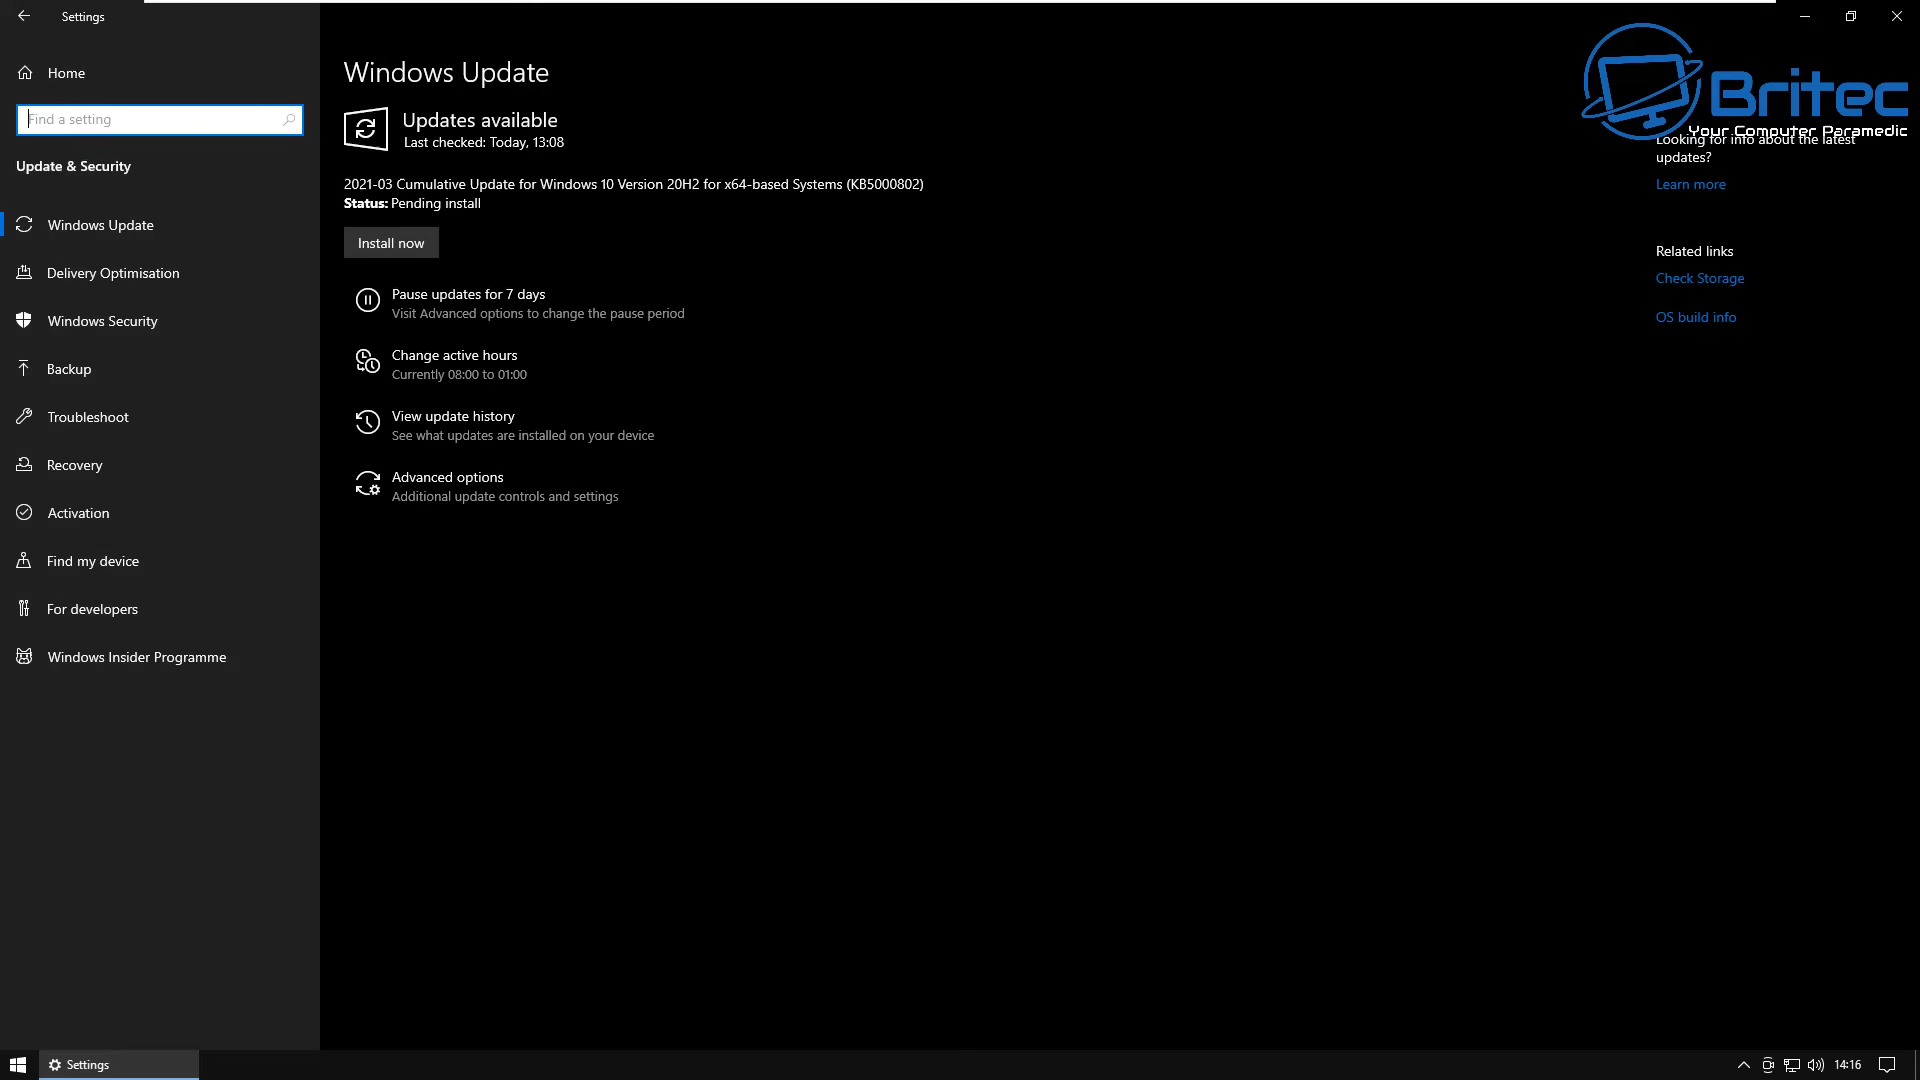 Settings
Home
Find a setting
Update & Security
Windows Update
Delivery Optimisation
Windows Security
Backup
Troubleshoot
Recovery
Activation
Find my device
For developers
Windows Insider Programme
Windows Update
Updates available
Last checked: Today, 13:08
2021-03 Cumulative Update for Windows 10 Version 20H2 for x64-based Systems (KB5000802)
Status: Pending install
Install now
Pause updates for 7 days
Visit Advanced options to change the pause period
Change active hours
Currently 08:00 to 01:00
View update history
See what updates are installed on your device
Advanced options
Additional update controls and settings
Britec
Your Computer Paramedic
Looking for info about the latest
updates?
Learn more
Related links
Check Storage
OS build info
Settings
14:16